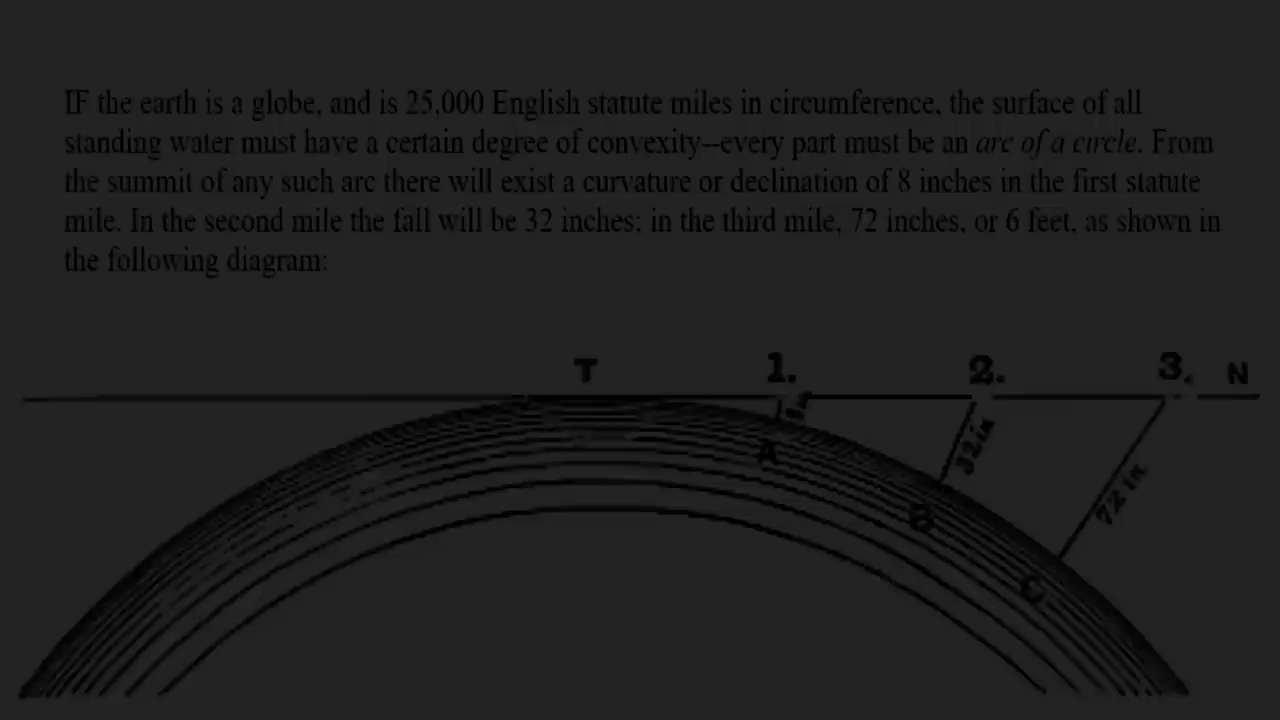 IF the earth is a globe, and is 25,000 English statute miles in circumference, the surface of all
standing water must have a certain degree of convexity--every part must be an arc of a circle. From
the summit of any such arc there will exist a curvature or declination of 8 inches in the first statute
mile. In the second mile the fall will be 32 inches; in the third mile, 72 inches, or 6 feet, as shown in
the following diagram:
T 1. 2. 3. N
A 32 in 72 in
C